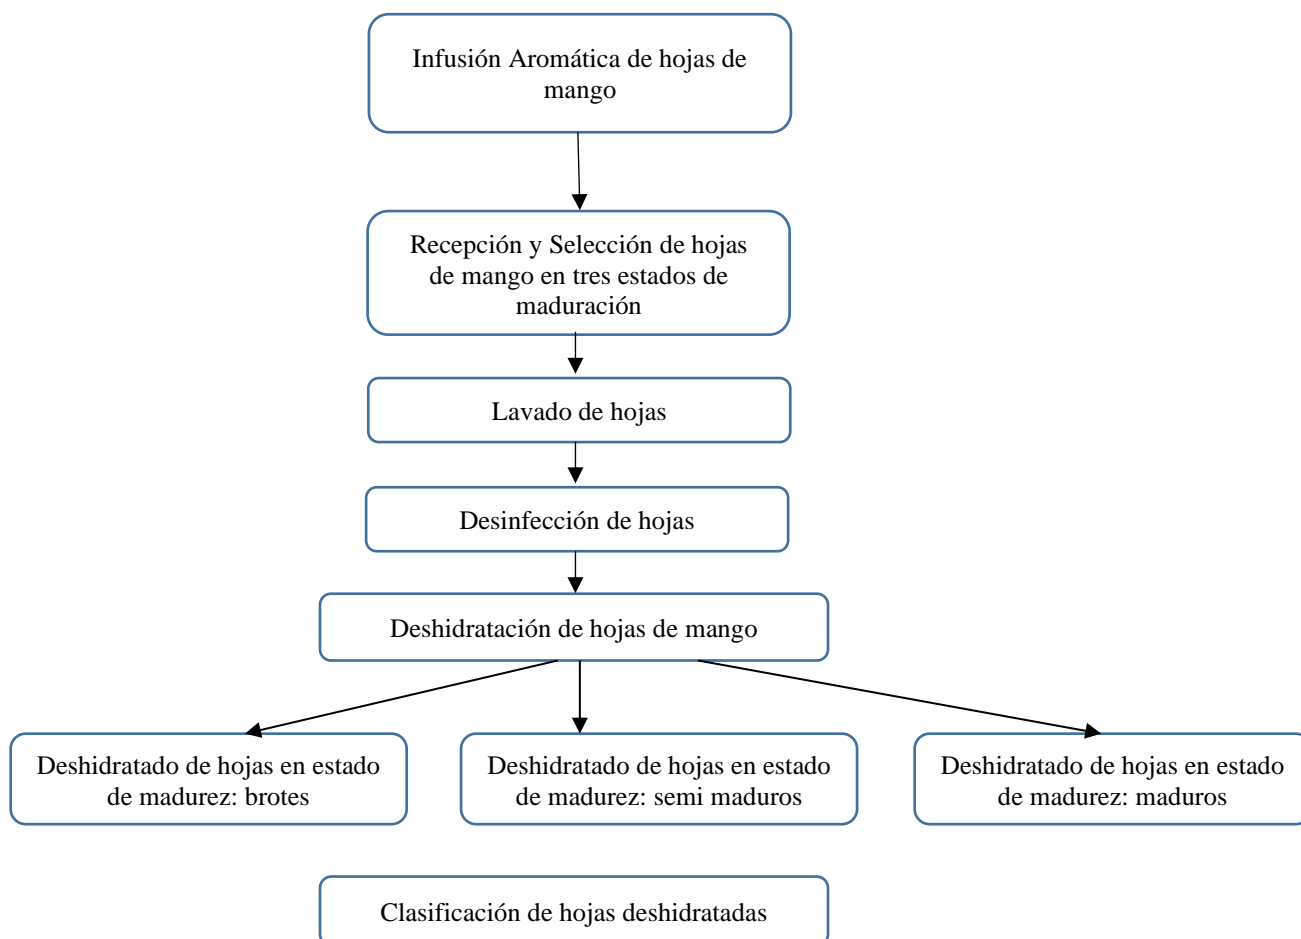 Infusión Aromática de hojas de
mango
Recepción y Selección de hojas
de mango en tres estados de
maduración
Lavado de hojas
Desinfección de hojas
Deshidratación de hojas de mango
Deshidratado de hojas en estado
de madurez: brotes
Deshidratado de hojas en estado
de madurez: semi maduros
Deshidratado de hojas en estado
de madurez: maduros
Clasificación de hojas deshidratadas